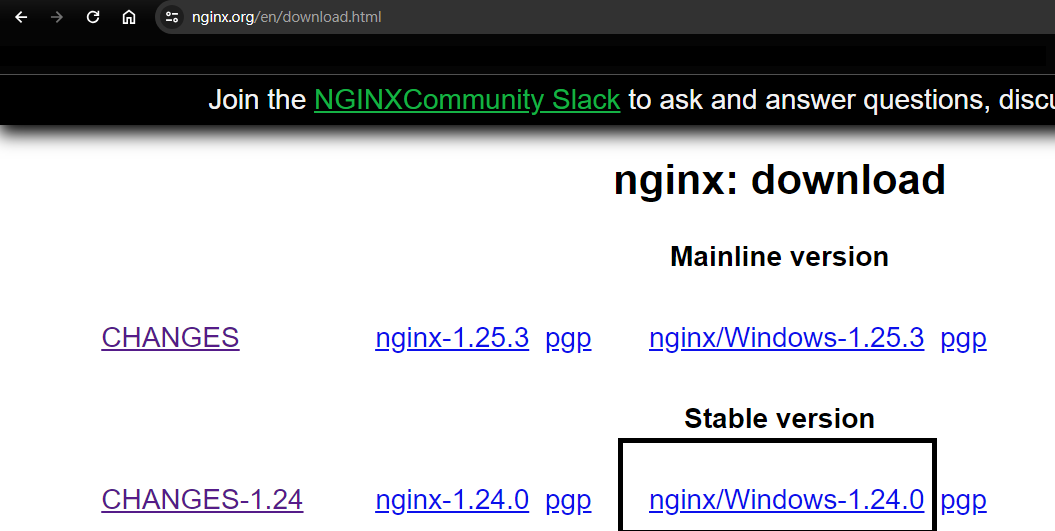 nginx.org/en/download.html
Join the NGINXCommunity Slack to ask and answer questions,
nginx: download
Mainline version
CHANGES nginx-1.25.3 pgp nginx/Windows-1.25.3 pgp
Stable version
CHANGES-1.24 nginx-1.24.0 pgp nginx/Windows-1.24.0 pgp